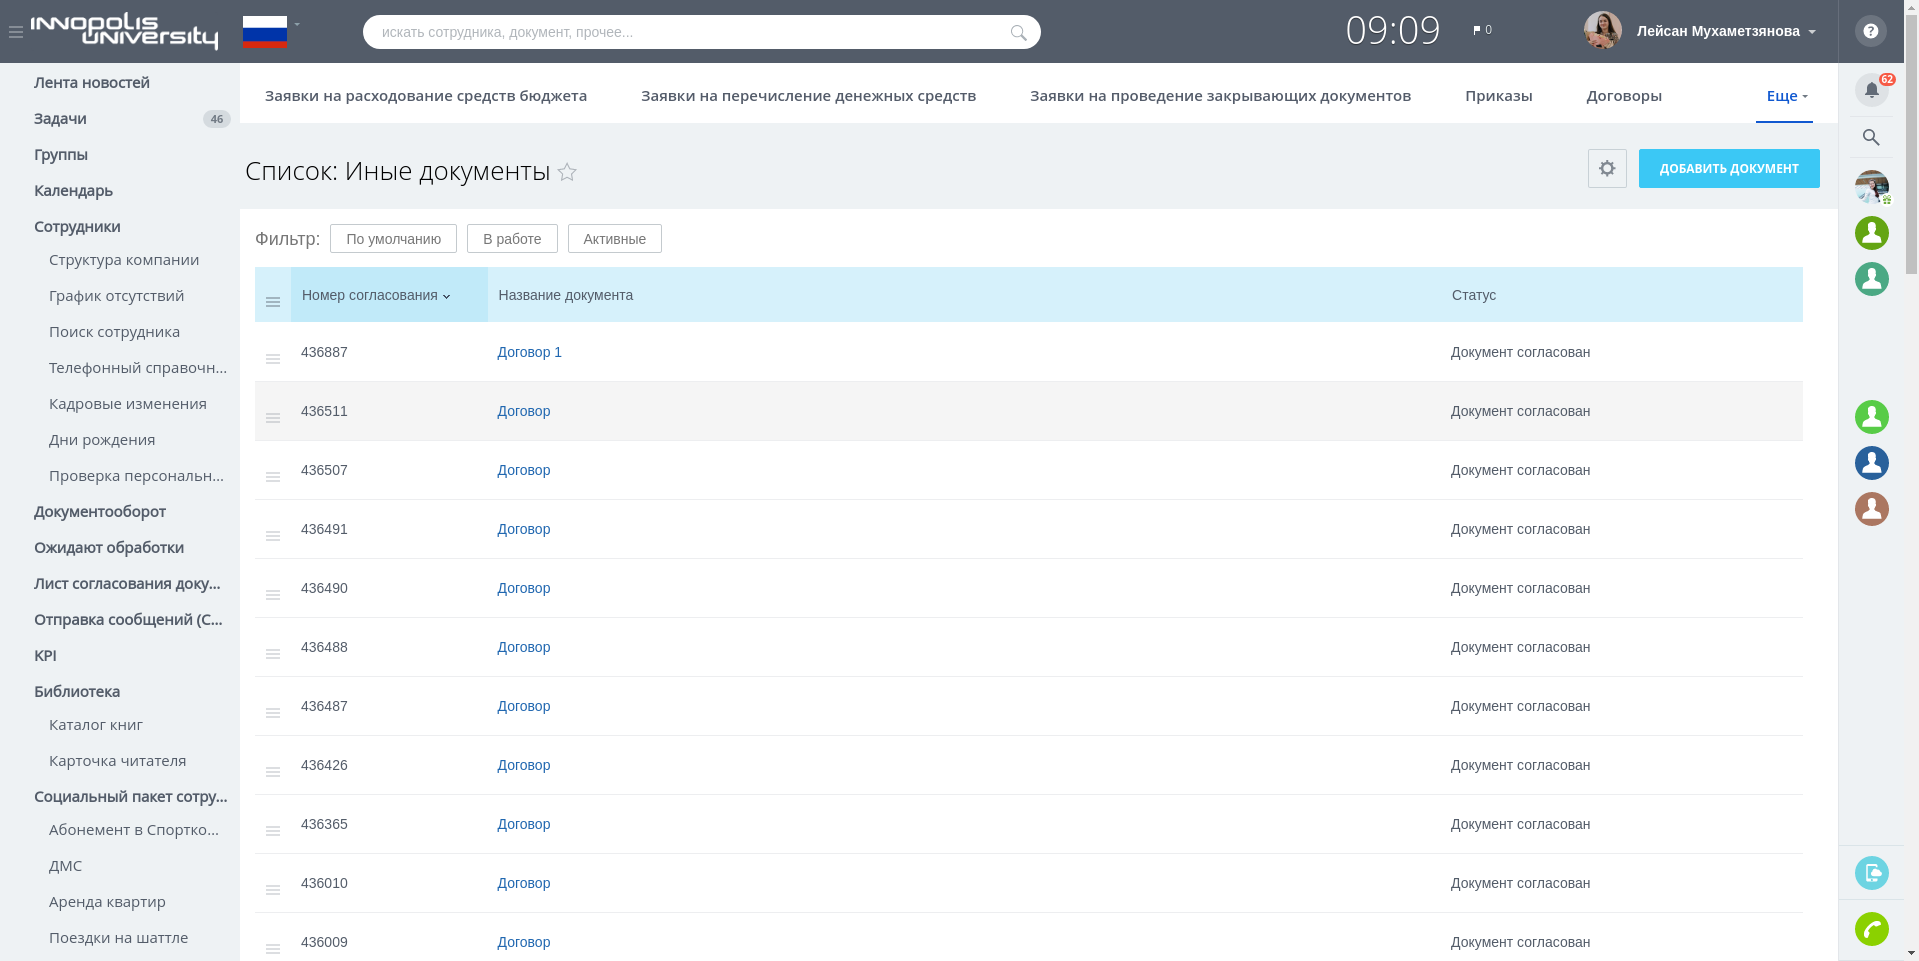 INNOPOLIS
UNIVERSITY
искать сотрудника, документ, прочее...
09:09
0
Лейсан Мухаметзянова
?
Лента новостей
Задачи 46
Группы
Календарь
Сотрудники
Структура компании
График отсутствий
Поиск сотрудника
Телефонный справочн...
Кадровые изменения
Дни рождения
Проверка персональн...
Документооборот
Ожидают обработки
Лист согласования доку...
Отправка сообщений (С...
KPI
Библиотека
Каталог книг
Карточка читателя
Социальный пакет сотру...
Абонемент в Спортко...
ДМС
Аренда квартир
Поездки на шаттле
Заявки на расходование средств бюджета
Заявки на перечисление денежных средств
Заявки на проведение закрывающих документов
Приказы
Договоры
Еще
62
Список: Иные документы
ДОБАВИТЬ ДОКУМЕНТ
Фильтр: По умолчанию В работе Активные
Номер согласования Название документа Статус
436887 Договор 1 Документ согласован
436511 Договор Документ согласован
436507 Договор Документ согласован
436491 Договор Документ согласован
436490 Договор Документ согласован
436488 Договор Документ согласован
436487 Договор Документ согласован
436426 Договор Документ согласован
436365 Договор Документ согласован
436010 Договор Документ согласован
436009 Договор Документ согласован